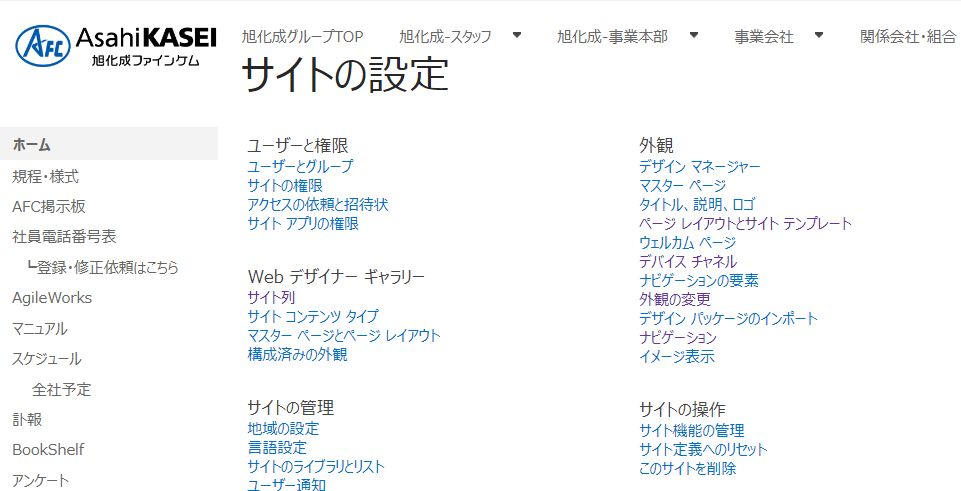 AFC AsahiKASEI
旭化成ファインケム
旭化成グループTOP 旭化成-スタッフ ▼ 旭化成-事業本部 ▼ 事業会社 ▼ 関係会社・組合
サイトの設定
ホーム
規程・様式
AFC掲示板
社員電話番号表
┗登録・修正依頼はこちら
AgileWorks
マニュアル
スケジュール
全社予定
訃報
BookShelf
アンケート
ユーザーと権限
ユーザーとグループ
サイトの権限
アクセスの依頼と招待状
サイト アプリの権限
Web デザイナー ギャラリー
サイト列
サイト コンテンツ タイプ
マスター ページとページ レイアウト
構成済みの外観
サイトの管理
地域の設定
言語設定
サイトのライブラリとリスト
ユーザー通知
外観
デザイン マネージャー
マスター ページ
タイトル、説明、ロゴ
ページ レイアウトとサイト テンプレート
ウェルカム ページ
デバイス チャネル
ナビゲーションの要素
外観の変更
デザイン パッケージのインポート
ナビゲーション
イメージ表示
サイトの操作
サイト機能の管理
サイト定義へのリセット
このサイトを削除